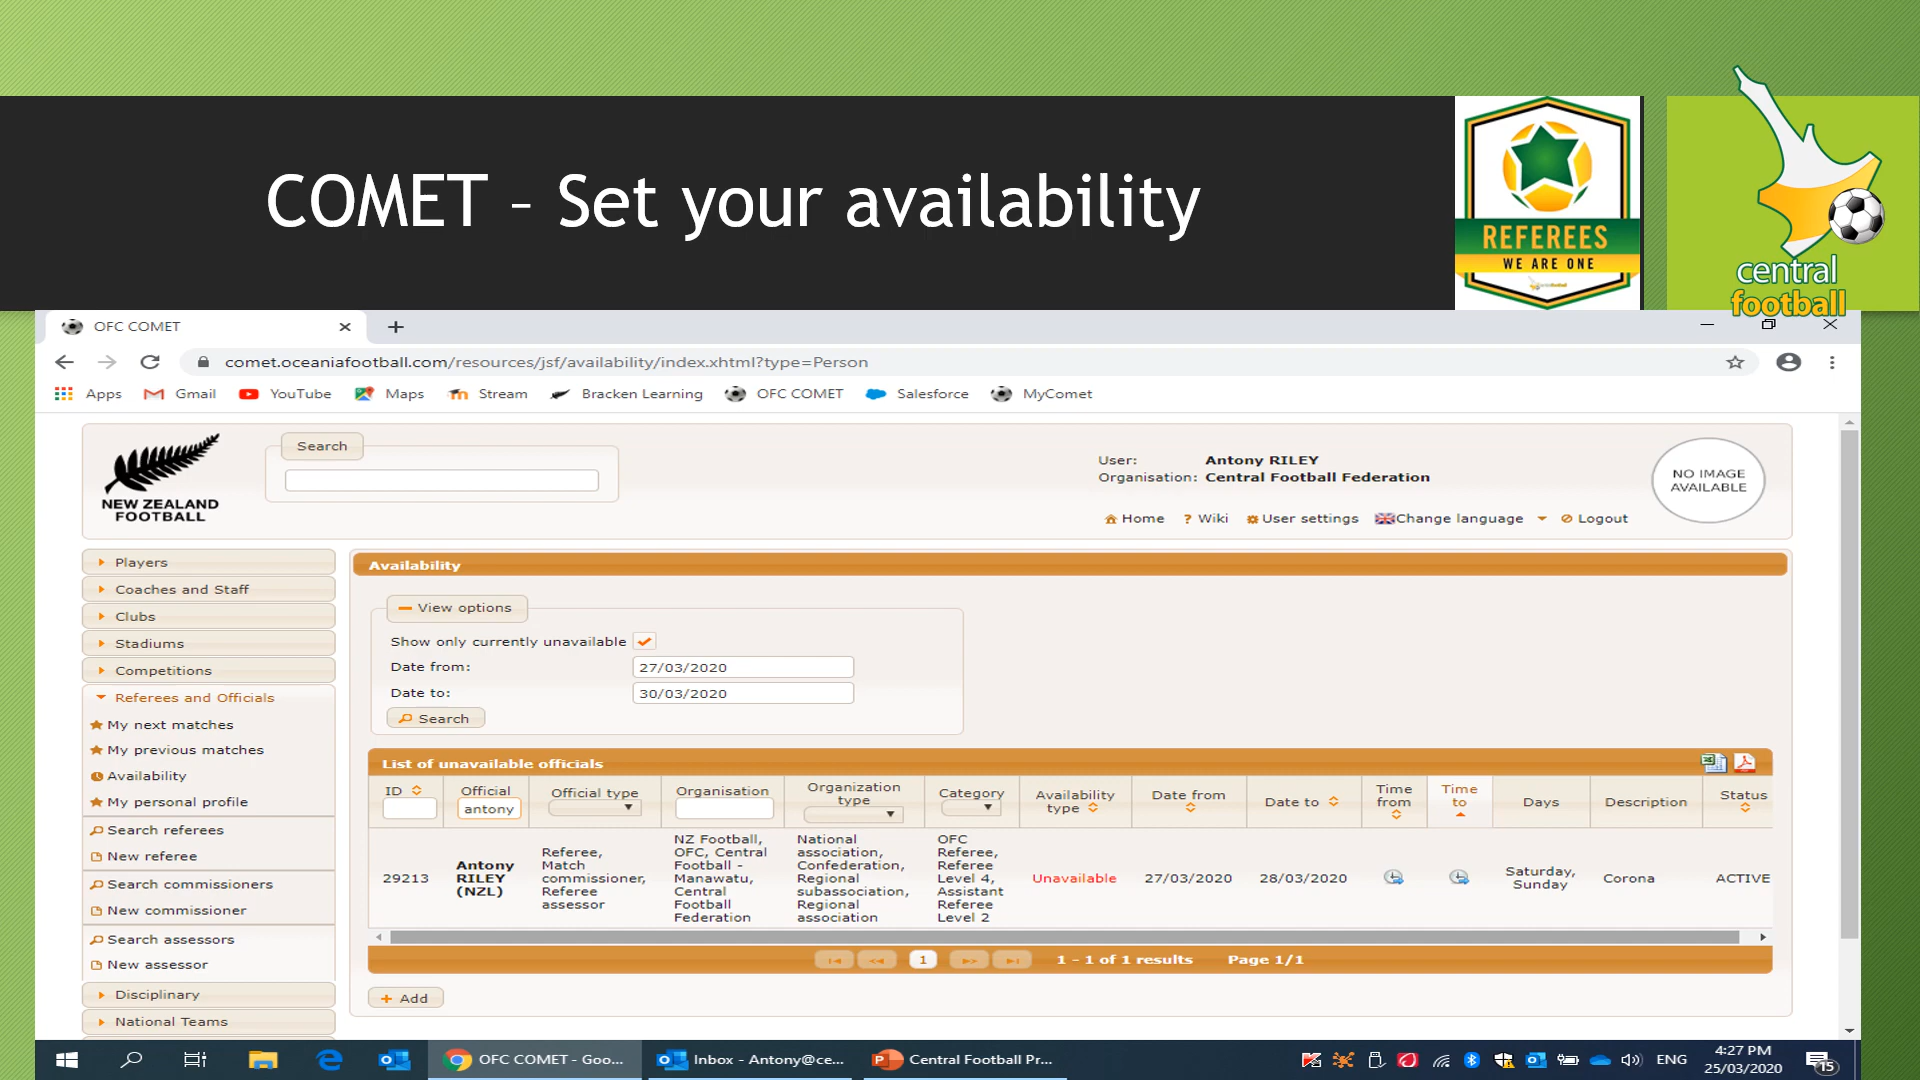 COMET – Set your availability
REFEREES
WE ARE ONE
central
football
OFC COMET
comet.oceaniafootball.com/resources/jsf/availability/index.xhtml?type=Person
Apps Gmail YouTube Maps Stream Bracken Learning OFC COMET Salesforce MyComet
NEW ZEALAND
FOOTBALL
Search
User: Antony RILEY
Organisation: Central Football Federation
Home ? Wiki User settings Change language Logout
NO IMAGE
AVAILABLE
Players
Coaches and Staff
Clubs
Stadiums
Competitions
Referees and Officials
My next matches
My previous matches
Availability
My personal profile
Search referees
New referee
Search commissioners
New commissioner
Search assessors
New assessor
Disciplinary
National Teams
Availability
View options
Show only currently unavailable
Date from: 27/03/2020
Date to: 30/03/2020
Search
List of unavailable officials
ID
Official
antony
Official type
Organisation
Organization
type
Category
Availability
type
Date from
Date to
Time
from
Time
to
Days
Description
Status
29213
Antony
RILEY
(NZL)
Referee,
Match
commissioner,
Referee
assessor
NZ Football,
OFC, Central
Football -
Manawatu,
Central
Football
Federation
National
association,
Confederation,
Regional
subassociation,
Regional
association
OFC
Referee,
Referee
Level 4,
Assistant
Referee
Level 2
Unavailable
27/03/2020
28/03/2020
Saturday,
Sunday
Corona
ACTIVE
1
1 - 1 of 1 results Page 1/1
+ Add
OFC COMET - Goo...
Inbox - Antony@ce...
Central Football Pr...
ENG
4:27 PM
25/03/2020
15